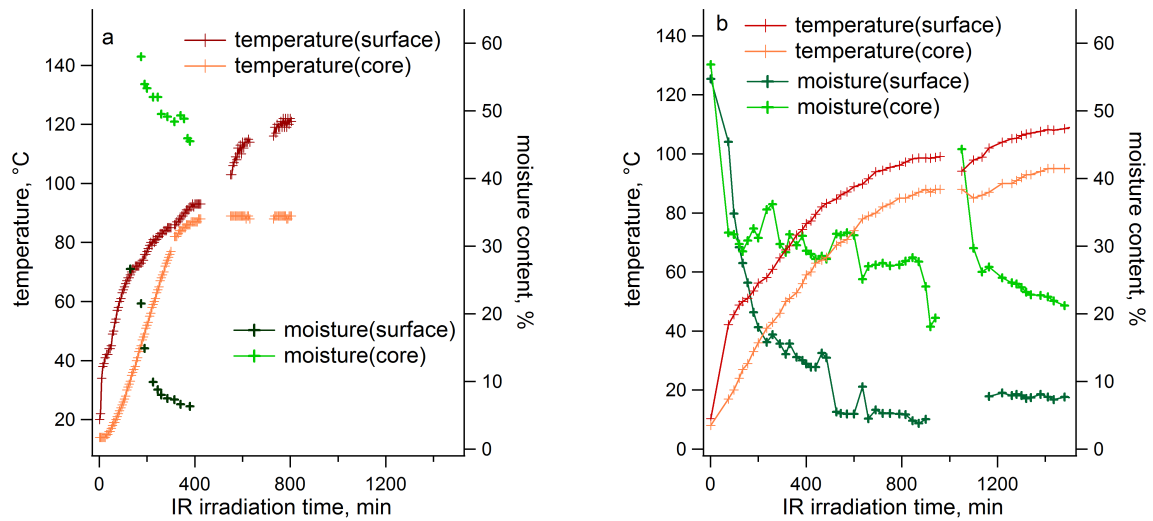 a
temperature(surface)
temperature(core)
moisture(surface)
moisture(core)
140
120
100
80
60
40
20
temperature, °C
60
50
40
30
20
10
0
moisture content, %
0
400
800
1200
IR irradiation time, min
b
temperature(surface)
temperature(core)
moisture(surface)
moisture(core)
140
120
100
80
60
40
20
0
temperature, °C
60
50
40
30
20
10
0
moisture content, %
0
400
800
1200
IR irradiation time, min